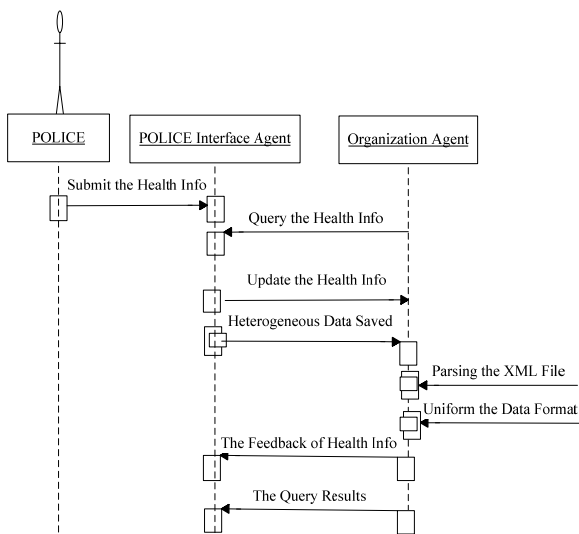 POLICE
POLICE Interface Agent
Organization Agent
Submit the Health Info
Query the Health Info
Update the Health Info
Heterogeneous Data Saved
Parsing the XML File
Uniform the Data Format
The Feedback of Health Info
The Query Results